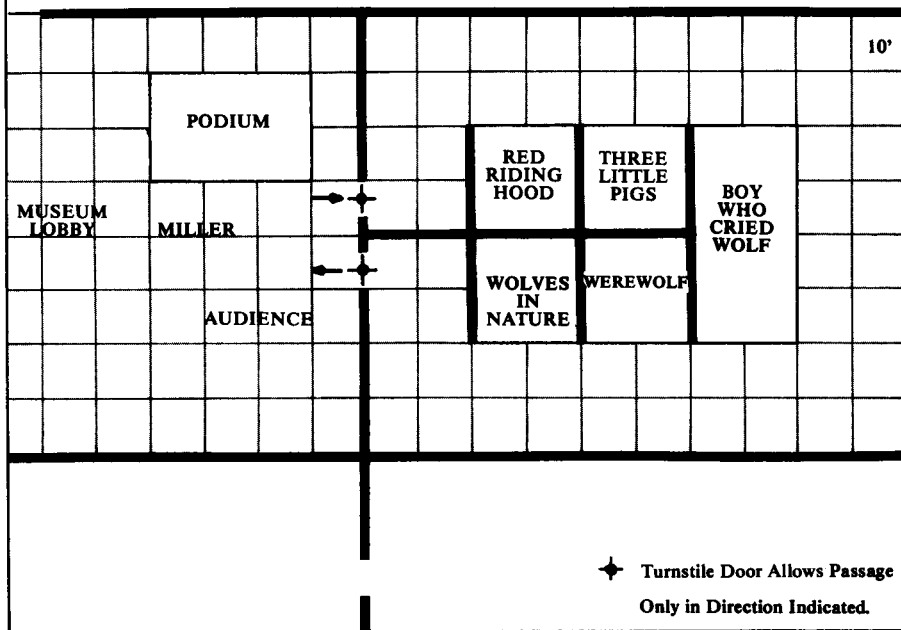 10'
PODIUM
RED
RIDING
HOOD
THREE
LITTLE
PIGS
BOY
WHO
CRIED
WOLF
MUSEUM
LOBBY
MILLER
WOLVES
IN
NATURE
WEREWOLF
AUDIENCE
Turnstile Door Allows Passage
Only in Direction Indicated.